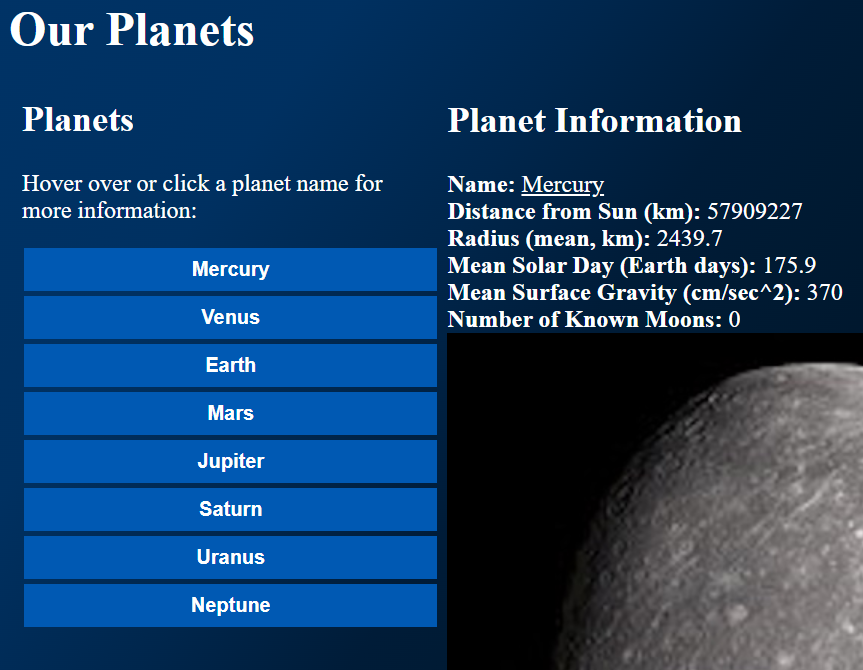 Our Planets
Planets
Hover over or click a planet name for
more information:
Mercury
Venus
Earth
Mars
Jupiter
Saturn
Uranus
Neptune
Planet Information
Name: Mercury
Distance from Sun (km): 57909227
Radius (mean, km): 2439.7
Mean Solar Day (Earth days): 175.9
Mean Surface Gravity (cm/sec^2): 370
Number of Known Moons: 0